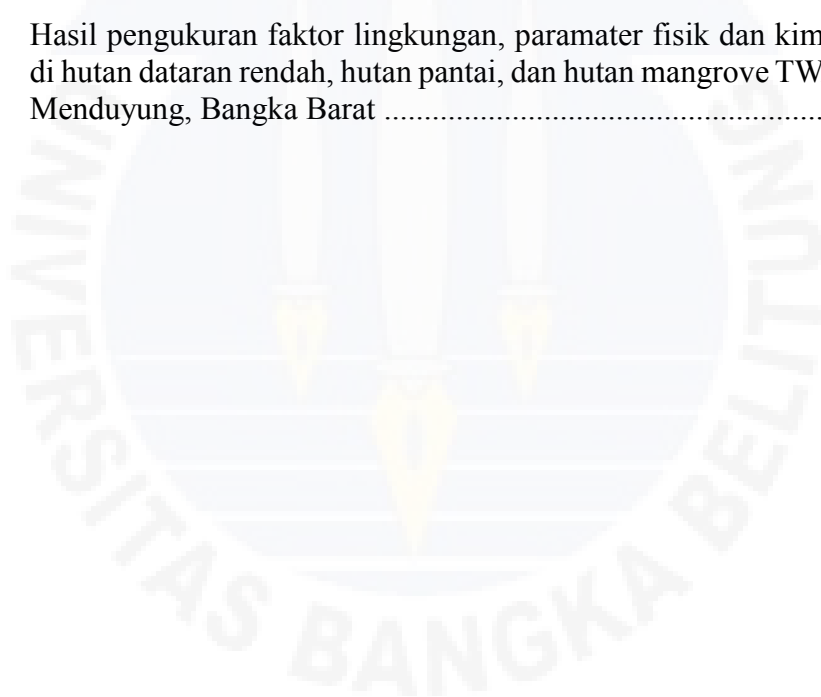 Hasil pengukuran faktor lingkungan, paramater fisik dan kim
di hutan dataran rendah, hutan pantai, dan hutan mangrove TW
Menduyung, Bangka Barat ........................................................
UNIVERSITAS BANGKA BELITUNG